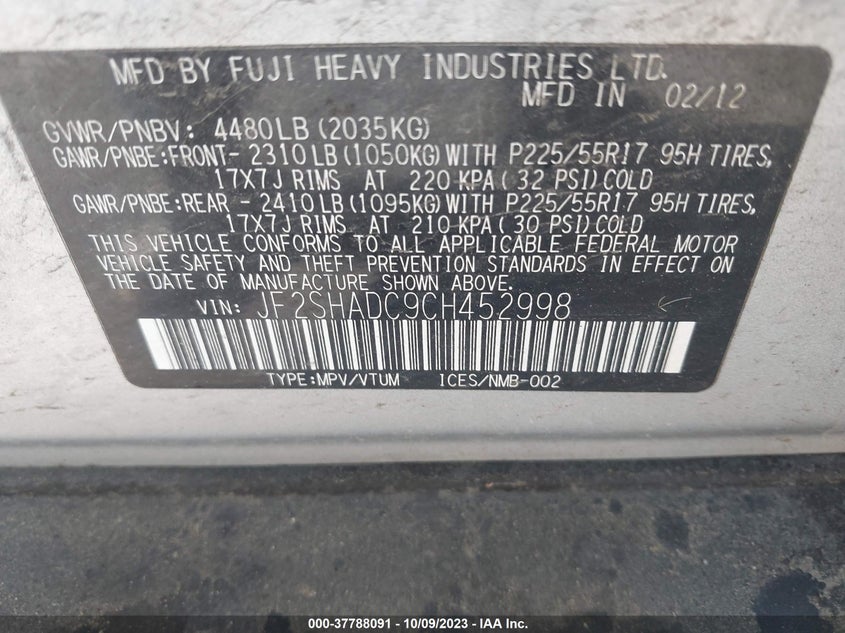 MFD BY FUJI HEAVY INDUSTRIES LTD.
MFD IN 02/12
GVWR/PNBV: 4480LB(2035KG)
GAWR/PNBE:FRONT- 2310LB(1050KG)WITH P225/55R17 95H TIRES,
17X7J RIMS AT 220KPA(32 PSI)COLD
GAWR/PNBE:REAR - 2410LB(1095KG)WITH P225/55R17 95H TIRES,
17X7J RIMS AT 210KPA(30 PSI)COLD
THIS VEHICLE CONFORMS TO ALL APPLICABLE FEDERAL MOTOR
VEHICLE SAFETY AND THEFT PREVENTION STANDARDS IN EFFECT ON
THE DATE OF MANUFACTURE SHOWN ABOVE.
VIN: JF2SHADC9CH452998
TYPE:MPV/VTUM ICES/NMB-002
000-37788091 - 10/09/2023 - IAA Inc.